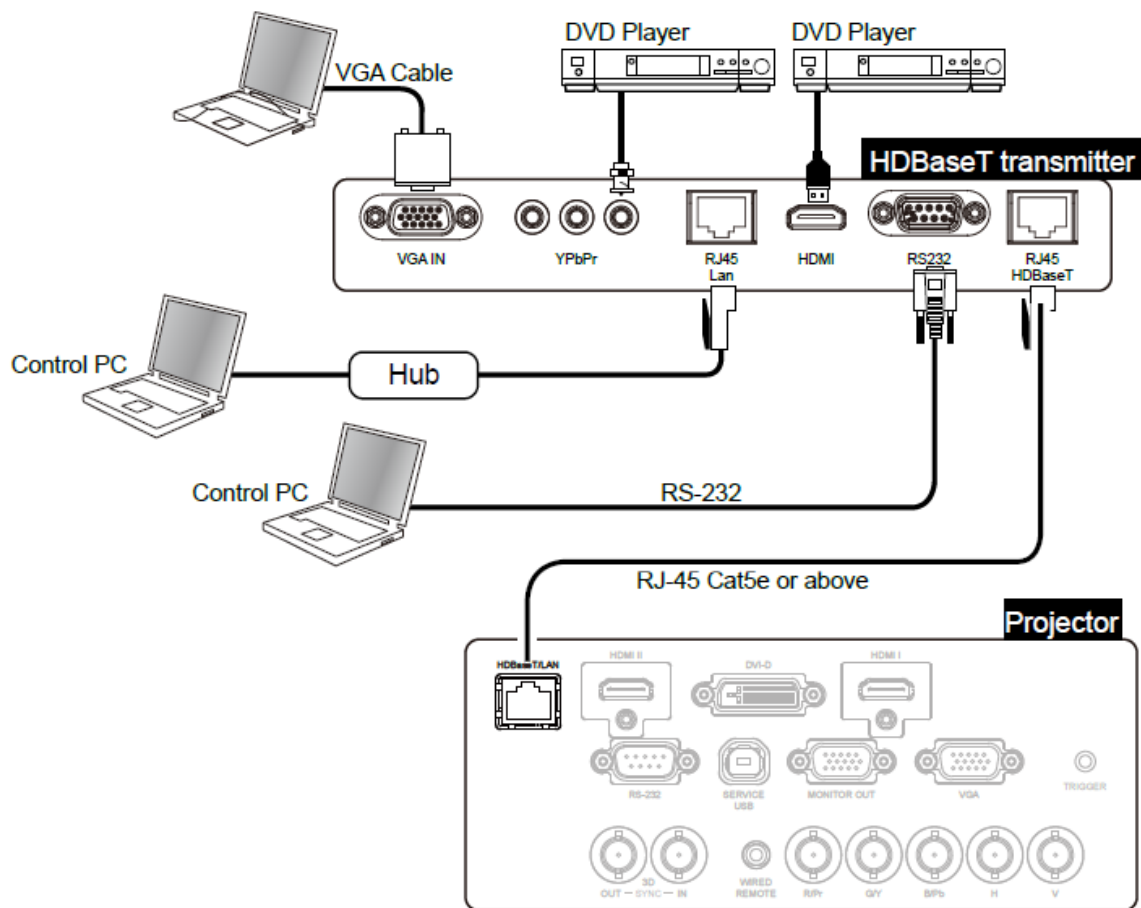 DVD Player
DVD Player
VGA Cable
HDBaseT transmitter
VGA IN
YPbPr
RJ45
Lan
HDMI
RS232
RJ45
HDBaseT
Control PC
Hub
Control PC
RS-232
RJ-45 Cat5e or above
Projector
HDBaseT/LAN
HDMI II
DVI-D
HDMI I
RS-232
SERVICE
USB
MONITOR OUT
VGA
TRIGGER
OUT
3D
SYNC
IN
WIRED
REMOTE
R/Pr
G/Y
B/Pb
H
V